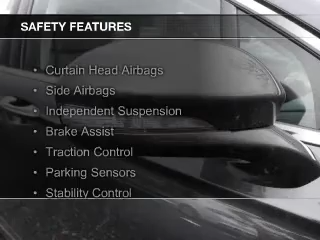 SAFETY FEATURES
• Curtain Head Airbags
• Side Airbags
• Independent Suspension
• Brake Assist
• Traction Control
• Parking Sensors
• Stability Control